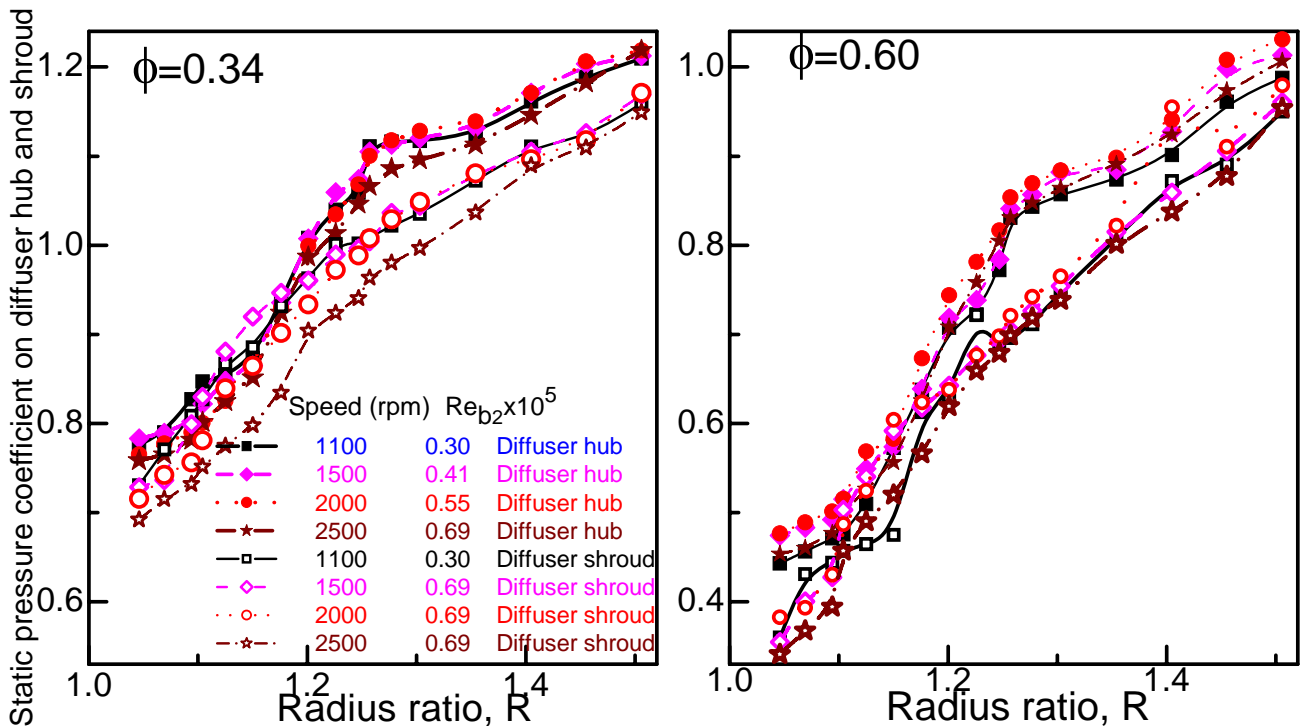 Static pressure coefficient on diffuser hub and shroud
ϕ=0.34
1.2
1.0
0.8
0.6
Speed (rpm) Reb2x10^5
1100 0.30 Diffuser hub
1500 0.41 Diffuser hub
2000 0.55 Diffuser hub
2500 0.69 Diffuser hub
1100 0.30 Diffuser shroud
1500 0.69 Diffuser shroud
2000 0.69 Diffuser shroud
2500 0.69 Diffuser shroud
1.0 1.2 1.4
Radius ratio, R
ϕ=0.60
1.0
0.8
0.6
0.4
1.0 1.2 1.4
Radius ratio, R